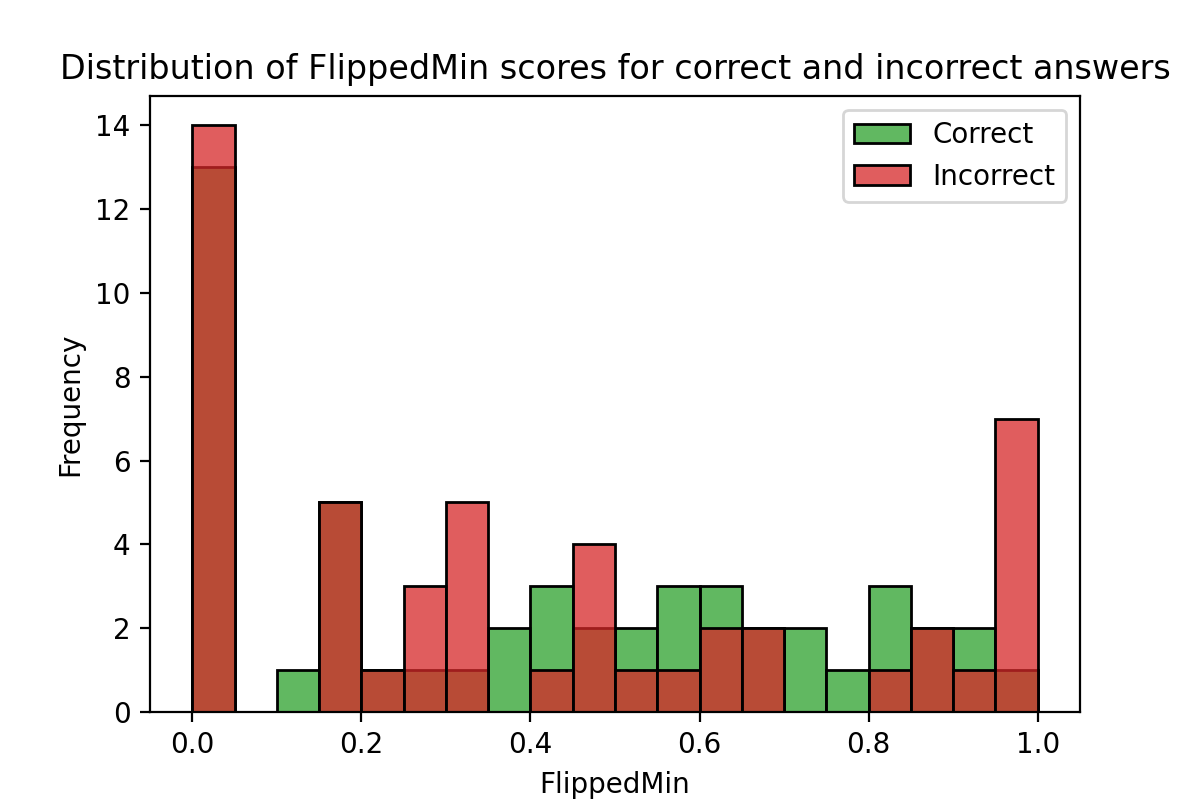 Distribution of FlippedMin scores for correct and incorrect answers
Correct
Incorrect
14
12
10
8
6
4
2
0
Frequency
0.0 0.2 0.4 0.6 0.8 1.0
FlippedMin